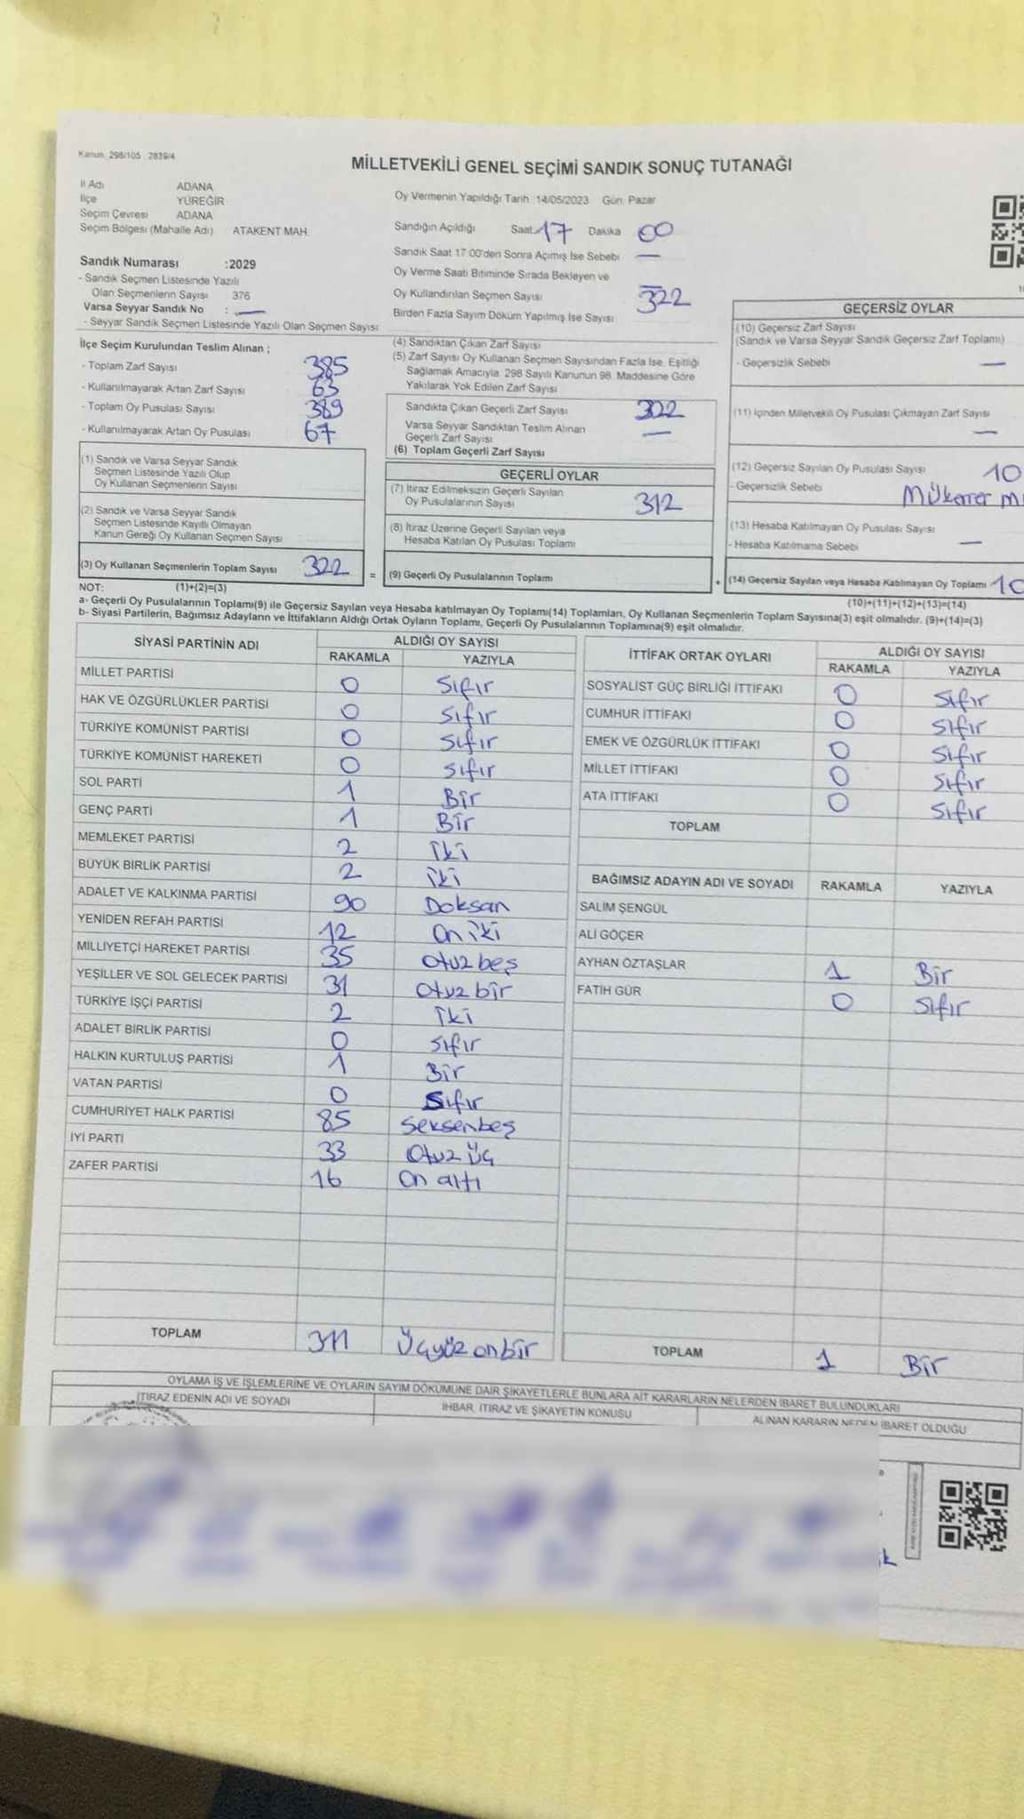 Kanun 298/105 2839/4
MİLLETVEKİLİ GENEL SEÇİMİ SANDIK SONUÇ TUTANAĞI
İl Adı ADANA
İlçe YÜREĞİR
Seçim Çevresi ADANA
Seçim Bölgesi (Mahalle Adı) ATAKENT MAH.
Sandık Numarası :2029
- Sandık Seçmen Listesinde Yazılı
Olan Seçmenlerin Sayısı 376
Varsa Seyyar Sandık No : —
- Seyyar Sandık Seçmen Listesinde Yazılı Olan Seçmen Sayısı
Oy Vermenin Yapıldığı Tarih 14/05/2023 Gün: Pazar
Sandığın Açıldığı Saat 17 Dakika 00
Sandık Saat 17:00'den Sonra Açılmış İse Sebebi —
Oy Verme Saati Bitiminde Sırada Bekleyen ve
Oy Kullandırılan Seçmen Sayısı —
Birden Fazla Sayım Döküm Yapılmış İse Sayısı
322
İlçe Seçim Kurulundan Teslim Alınan ;
- Toplam Zarf Sayısı 385
- Kullanılmayarak Artan Zarf Sayısı 63
- Toplam Oy Pusulası Sayısı 389
- Kullanılmayarak Artan Oy Pusulası 67
(1) Sandık ve Varsa Seyyar Sandık
Seçmen Listesinde Yazılı Olup
Oy Kullanan Seçmenlerin Sayısı
(2) Sandık ve Varsa Seyyar Sandık
Seçmen Listesinde Kayıtlı Olmayan
Kanun Gereği Oy Kullanan Seçmen Sayısı
(3) Oy Kullanan Seçmenlerin Toplam Sayısı 322
NOT: (1)+(2)=(3)
(4) Sandıktan Çıkan Zarf Sayısı
(5) Zarf Sayısı Oy Kullanan Seçmen Sayısından Fazla İse, Eşitliği
Sağlamak Amacıyla 298 Sayılı Kanunun 98. Maddesine Göre
Yakılarak Yok Edilen Zarf Sayısı
Sandıkta Çıkan Geçerli Zarf Sayısı 322
Varsa Seyyar Sandıktan Teslim Alınan
Geçerli Zarf Sayısı —
(6) Toplam Geçerli Zarf Sayısı
GEÇERLİ OYLAR
(7) İtiraz Edilmeksizin Geçerli Sayılan
Oy Pusulalarının Sayısı 312
(8) İtiraz Üzerine Geçerli Sayılan veya
Hesaba Katılan Oy Pusulası Toplamı
= (9) Geçerli Oy Pusulalarının Toplamı
GEÇERSİZ OYLAR
(10) Geçersiz Zarf Sayısı
(Sandık ve Varsa Seyyar Sandık Geçersiz Zarf Toplamı)
- Geçersizlik Sebebi —
(11) İçinden Milletvekili Oy Pusulası Çıkmayan Zarf Sayısı
—
(12) Geçersiz Sayılan Oy Pusulası Sayısı 10
- Geçersizlik Sebebi Mükerrer
(13) Hesaba Katılmayan Oy Pusulası Sayısı
- Hesaba Katılmama Sebebi —
+ (14) Geçersiz Sayılan veya Hesaba Katılmayan Oy Toplamı 10
(10)+(11)+(12)+(13)=(14)
a- Geçerli Oy Pusulalarının Toplamı(9) ile Geçersiz Sayılan veya Hesaba katılmayan Oy Toplamı(14) Toplamları, Oy Kullanan Seçmenlerin Toplam Sayısına(3) eşit olmalıdır. (9)+(14)=(3)
b- Siyasi Partilerin, Bağımsız Adayların ve İttifakların Aldığı Ortak Oyların Toplamı, Geçerli Oy Pusulalarının Toplamına(9) eşit olmalıdır.
SİYASİ PARTİNİN ADI ALDIĞI OY SAYISI
RAKAMLA YAZIYLA
MİLLET PARTİSİ 0 Sıfır
HAK VE ÖZGÜRLÜKLER PARTİSİ 0 Sıfır
TÜRKİYE KOMÜNİST PARTİSİ 0 Sıfır
TÜRKİYE KOMÜNİST HAREKETİ 0 Sıfır
SOL PARTİ 1 Bir
GENÇ PARTİ 1 Bir
MEMLEKET PARTİSİ 2 İki
BÜYÜK BİRLİK PARTİSİ 2 İki
ADALET VE KALKINMA PARTİSİ 90 Doksan
YENİDEN REFAH PARTİSİ 12 On iki
MİLLİYETÇİ HAREKET PARTİSİ 35 Otuz beş
YEŞİLLER VE SOL GELECEK PARTİSİ 31 Otuz bir
TÜRKİYE İŞÇİ PARTİSİ 2 İki
ADALET BİRLİK PARTİSİ 0 Sıfır
HALKIN KURTULUŞ PARTİSİ 1 Bir
VATAN PARTİSİ 0 Sıfır
CUMHURİYET HALK PARTİSİ 85 Seksenbeş
İYİ PARTİ 33 Otuz üç
ZAFER PARTİSİ 16 On altı
TOPLAM 311 Üçyüz onbir
İTTİFAK ORTAK OYLARI ALDIĞI OY SAYISI
RAKAMLA YAZIYLA
SOSYALİST GÜÇ BİRLİĞİ İTTİFAKI 0 Sıfır
CUMHUR İTTİFAKI 0 Sıfır
EMEK VE ÖZGÜRLÜK İTTİFAKI 0 Sıfır
MİLLET İTTİFAKI 0 Sıfır
ATA İTTİFAKI 0 Sıfır
TOPLAM
BAĞIMSIZ ADAYIN ADI VE SOYADI RAKAMLA YAZIYLA
SALİM ŞENGÜL
ALİ GÖÇER
AYHAN ÖZTAŞLAR 1 Bir
FATİH GÜR 0 Sıfır
TOPLAM 1 Bir
OYLAMA İŞ VE İŞLEMLERİNE VE OYLARIN SAYIM DÖKÜMÜNE DAİR ŞİKAYETLERLE BUNLARA AİT KARARLARIN NELERDEN İBARET BULUNDUKLARI
İTİRAZ EDENİN ADI VE SOYADI İHBAR, İTİRAZ VE ŞİKAYETİN KONUSU ALINAN KARARIN NEDEN İBARET OLDUĞU